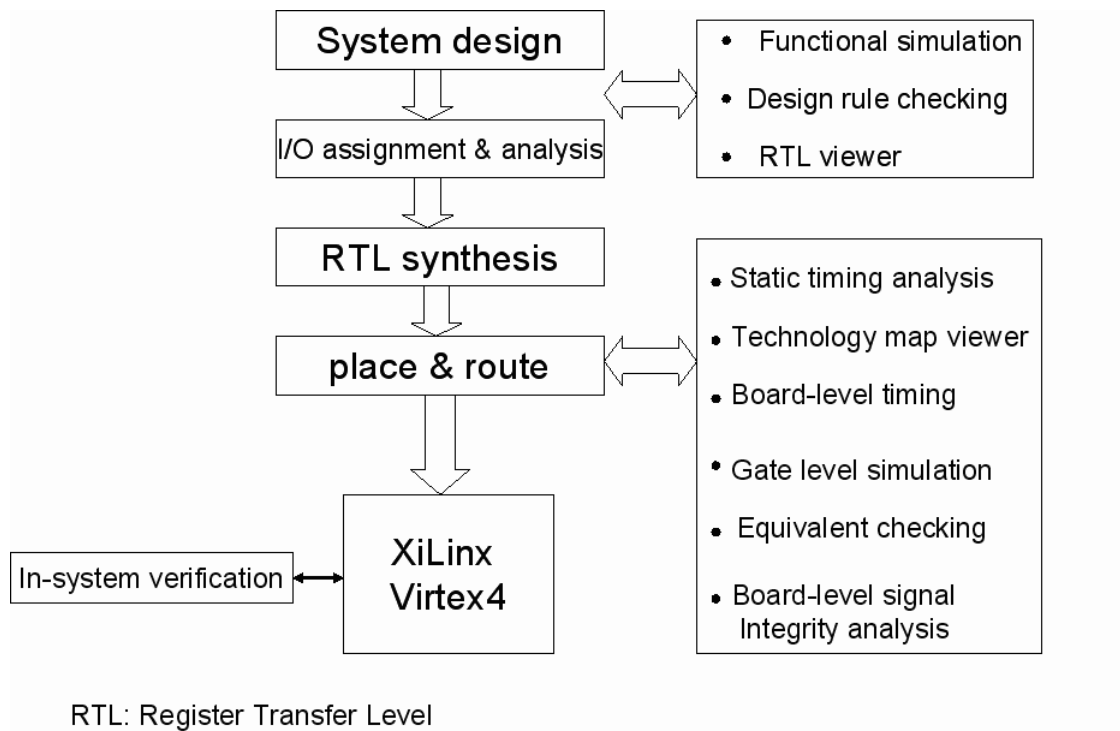 System design
I/O assignment & analysis
RTL synthesis
place & route
XiLinx
Virtex4
In-system verification
• Functional simulation
• Design rule checking
• RTL viewer
• Static timing analysis
• Technology map viewer
• Board-level timing
• Gate level simulation
• Equivalent checking
• Board-level signal
Integrity analysis
RTL: Register Transfer Level